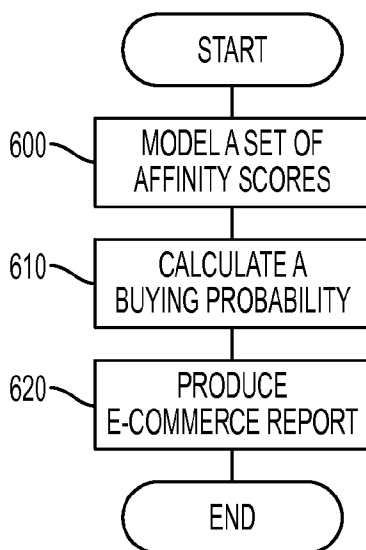 START
600
MODEL A SET OF
AFFINITY SCORES
610
CALCULATE A
BUYING PROBABILITY
620
PRODUCE
E-COMMERCE REPORT
END